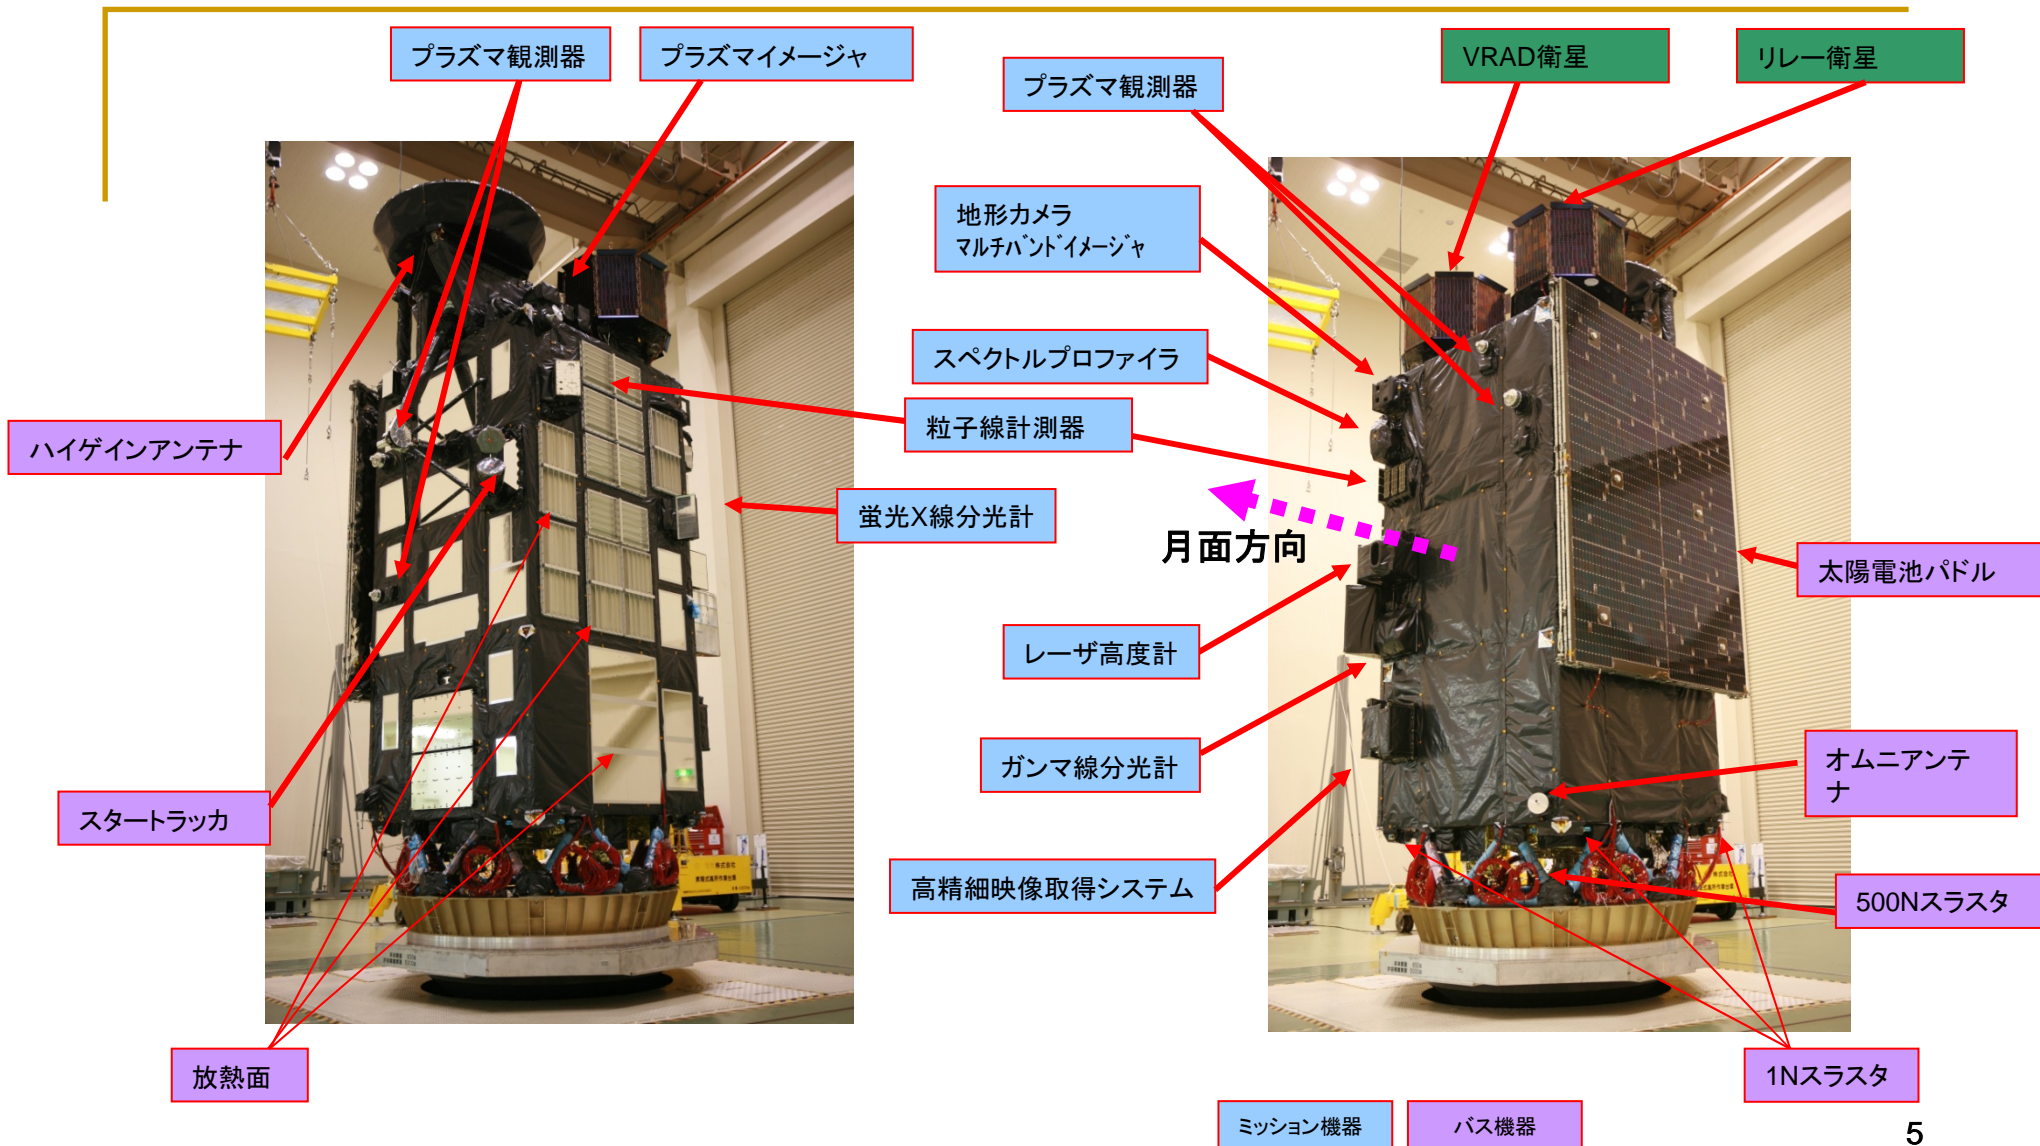 プラズマ観測器
プラズマイメージャ
プラズマ観測器
VRAD衛星
リレー衛星
地形カメラ
ﾏﾙﾁﾊﾞﾝﾄﾞｲﾒｰｼﾞｬ
スペクトルプロファイラ
粒子線計測器
ハイゲインアンテナ
蛍光X線分光計
月面方向
太陽電池パドル
レーザ高度計
ガンマ線分光計
オムニアンテ
ナ
スタートラッカ
高精細映像取得システム
500Nスラスタ
放熱面
1Nスラスタ
ミッション機器
バス機器
5